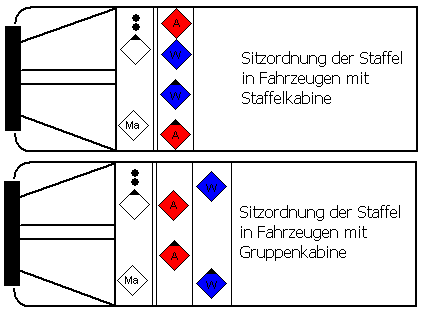 A
W
Sitzordnung der Staffel
in Fahrzeugen mit
Staffelkabine
W
Ma
A
W
A
Sitzordnung der Staffel
in Fahrzeugen mit
Gruppenkabine
A
Ma
W